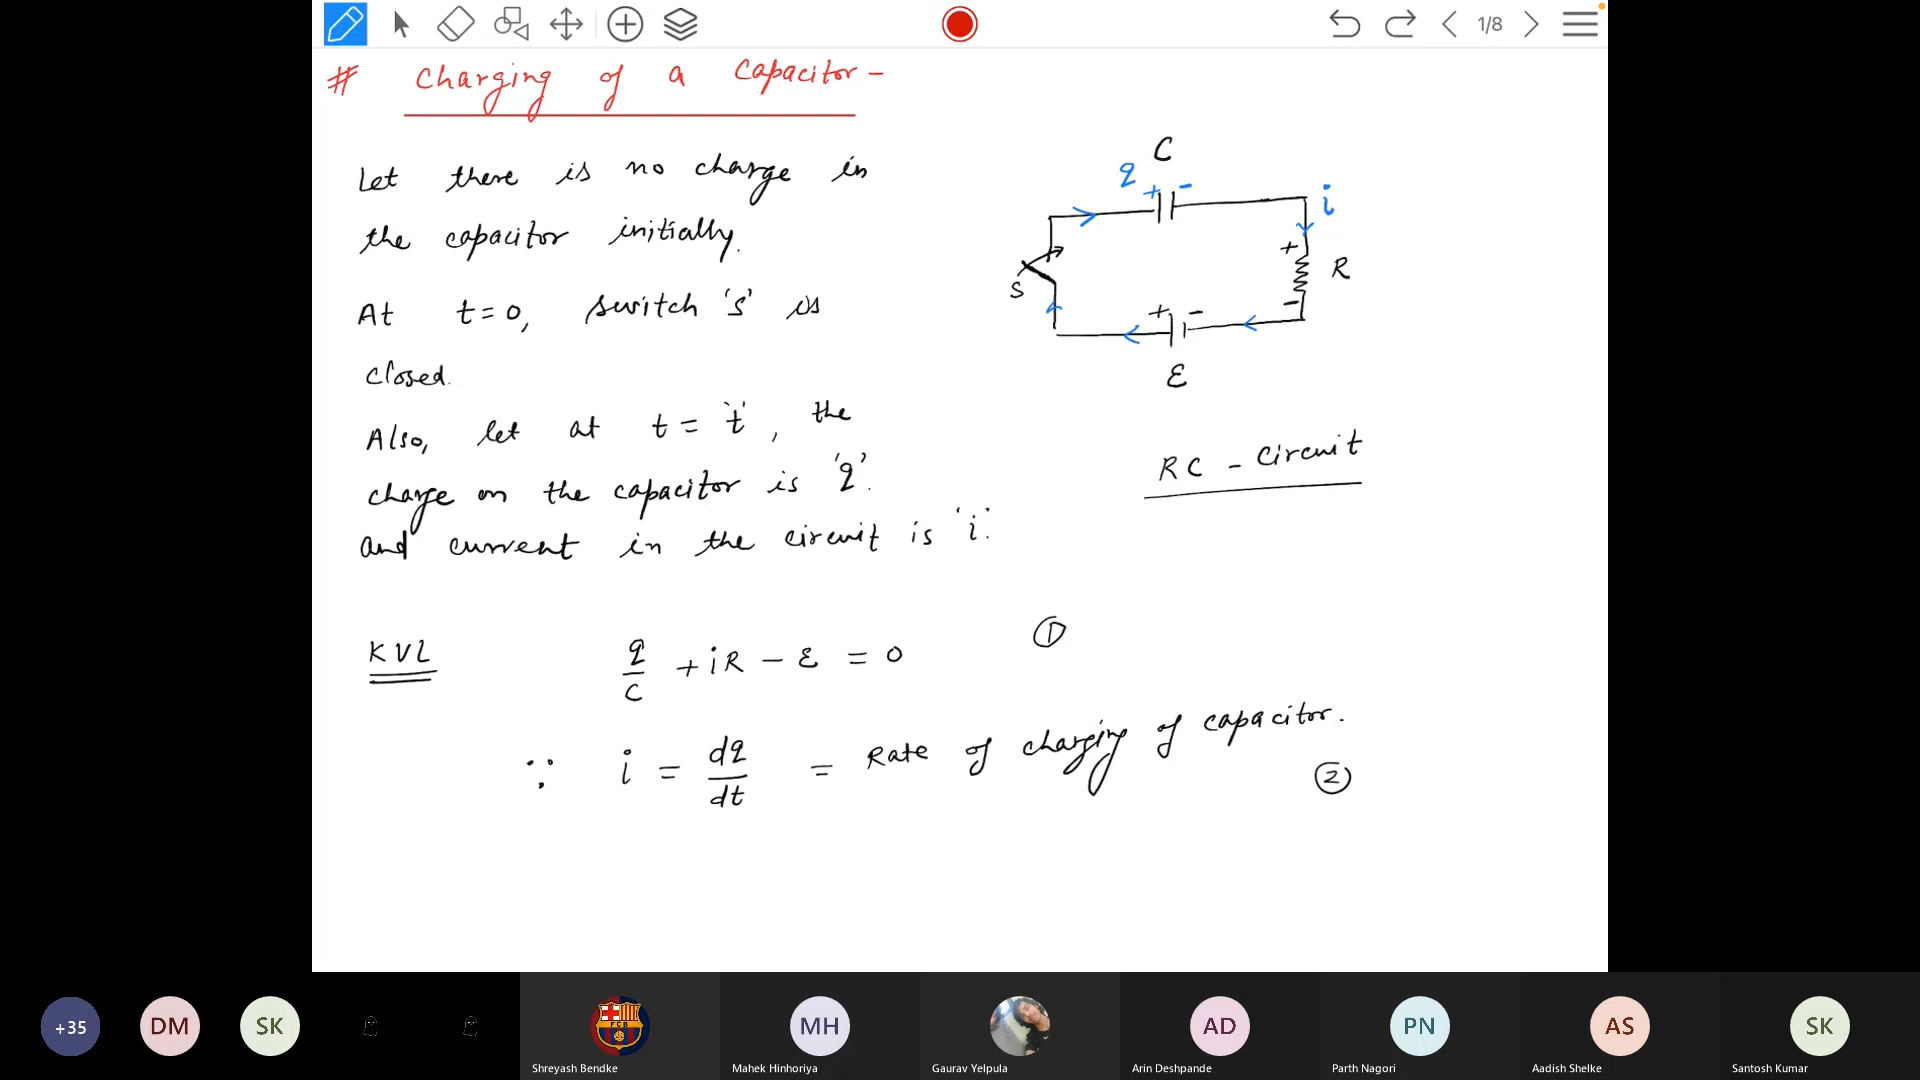 1/8
# Charging of a Capacitor -
Let there is no charge in
the capacitor initially.
At t=0, switch 's' is
closed.
Also, let at t = 't', the
charge on the capacitor is 'q'.
and current in the circuit is 'i'.
C
q
+ -
i
+
R
-
S
+ -
ε
RC - Circuit
KVL q/C + iR - ε = 0 ①
∵ i = dq/dt = Rate of charging of capacitor. ②
+35
DM
SK
FCB
MH
AD
PN
AS
SK
Shreyash Bendke
Mahek Hinhoriya
Gaurav Yelpula
Arin Deshpande
Parth Nagori
Aadish Shelke
Santosh Kumar